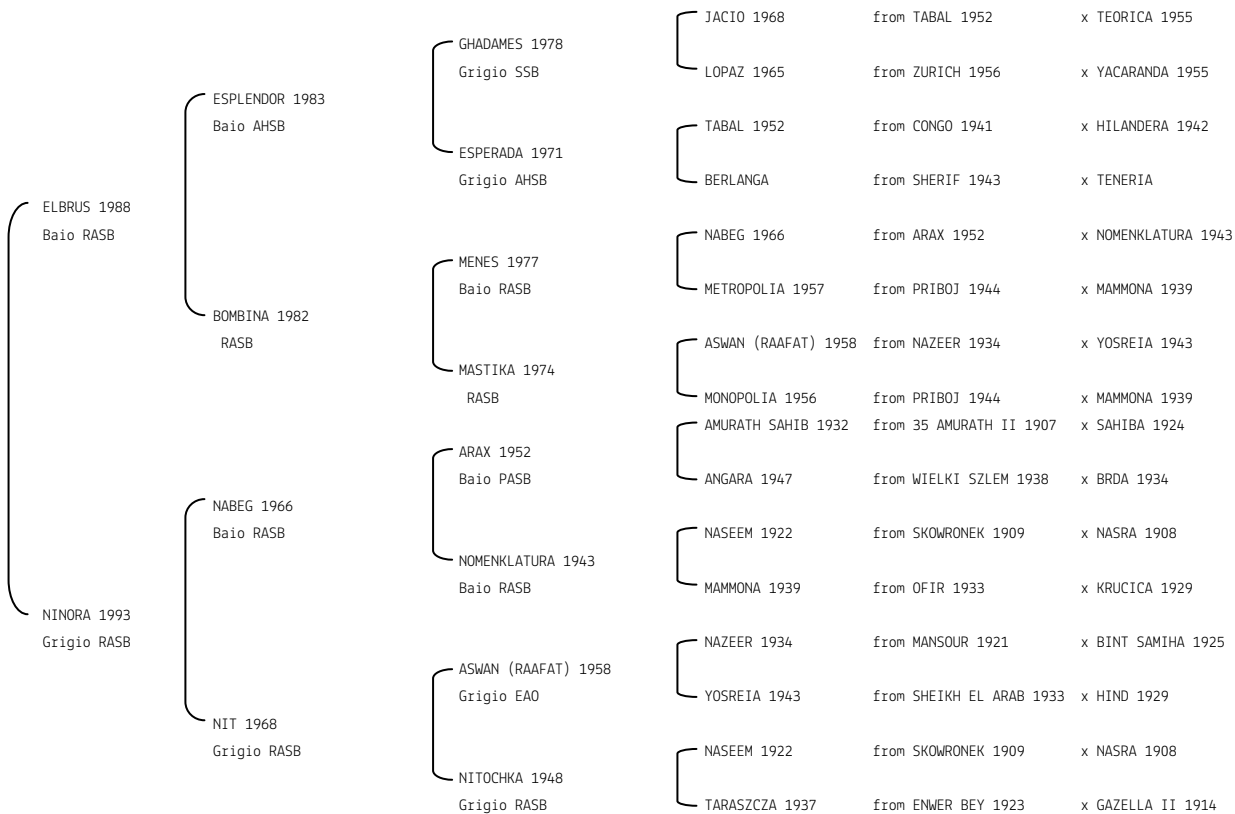 JACIO 1968 from TABAL 1952 x TEORICA 1955
GHADAMES 1978
Grigio SSB LOPAZ 1965 from ZURICH 1956 x YACARANDA 1955
ESPLENDOR 1983
Baio AHSB TABAL 1952 from CONGO 1941 x HILANDERA 1942
ESPERADA 1971
Grigio AHSB BERLANGA from SHERIF 1943 x TENERIA
ELBRUS 1988
Baio RASB NABEG 1966 from ARAX 1952 x NOMENKLATURA 1943
MENES 1977
Baio RASB METROPOLIA 1957 from PRIBOJ 1944 x MAMMONA 1939
BOMBINA 1982
RASB ASWAN (RAAFAT) 1958 from NAZEER 1934 x YOSREIA 1943
MASTIKA 1974
RASB MONOPOLIA 1956 from PRIBOJ 1944 x MAMMONA 1939
AMURATH SAHIB 1932 from 35 AMURATH II 1907 x SAHIBA 1924
ARAX 1952
Baio PASB ANGARA 1947 from WIELKI SZLEM 1938 x BRDA 1934
NABEG 1966
Baio RASB NASEEM 1922 from SKOWRONEK 1909 x NASRA 1908
NOMENKLATURA 1943
Baio RASB MAMMONA 1939 from OFIR 1933 x KRUCICA 1929
NINORA 1993
Grigio RASB NAZEER 1934 from MANSOUR 1921 x BINT SAMIHA 1925
ASWAN (RAAFAT) 1958
Grigio EAO YOSREIA 1943 from SHEIKH EL ARAB 1933 x HIND 1929
NIT 1968
Grigio RASB NASEEM 1922 from SKOWRONEK 1909 x NASRA 1908
NITOCHKA 1948
Grigio RASB TARASZCZA 1937 from ENWER BEY 1923 x GAZELLA II 1914